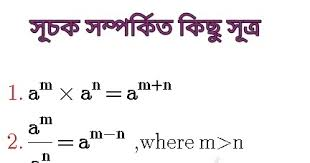 সূচক সম্পর্কিত কিছু সূত্র
1. aᵐ × aⁿ = aᵐ⁺ⁿ
2. aᵐ/aⁿ = aᵐ⁻ⁿ ,where m>n